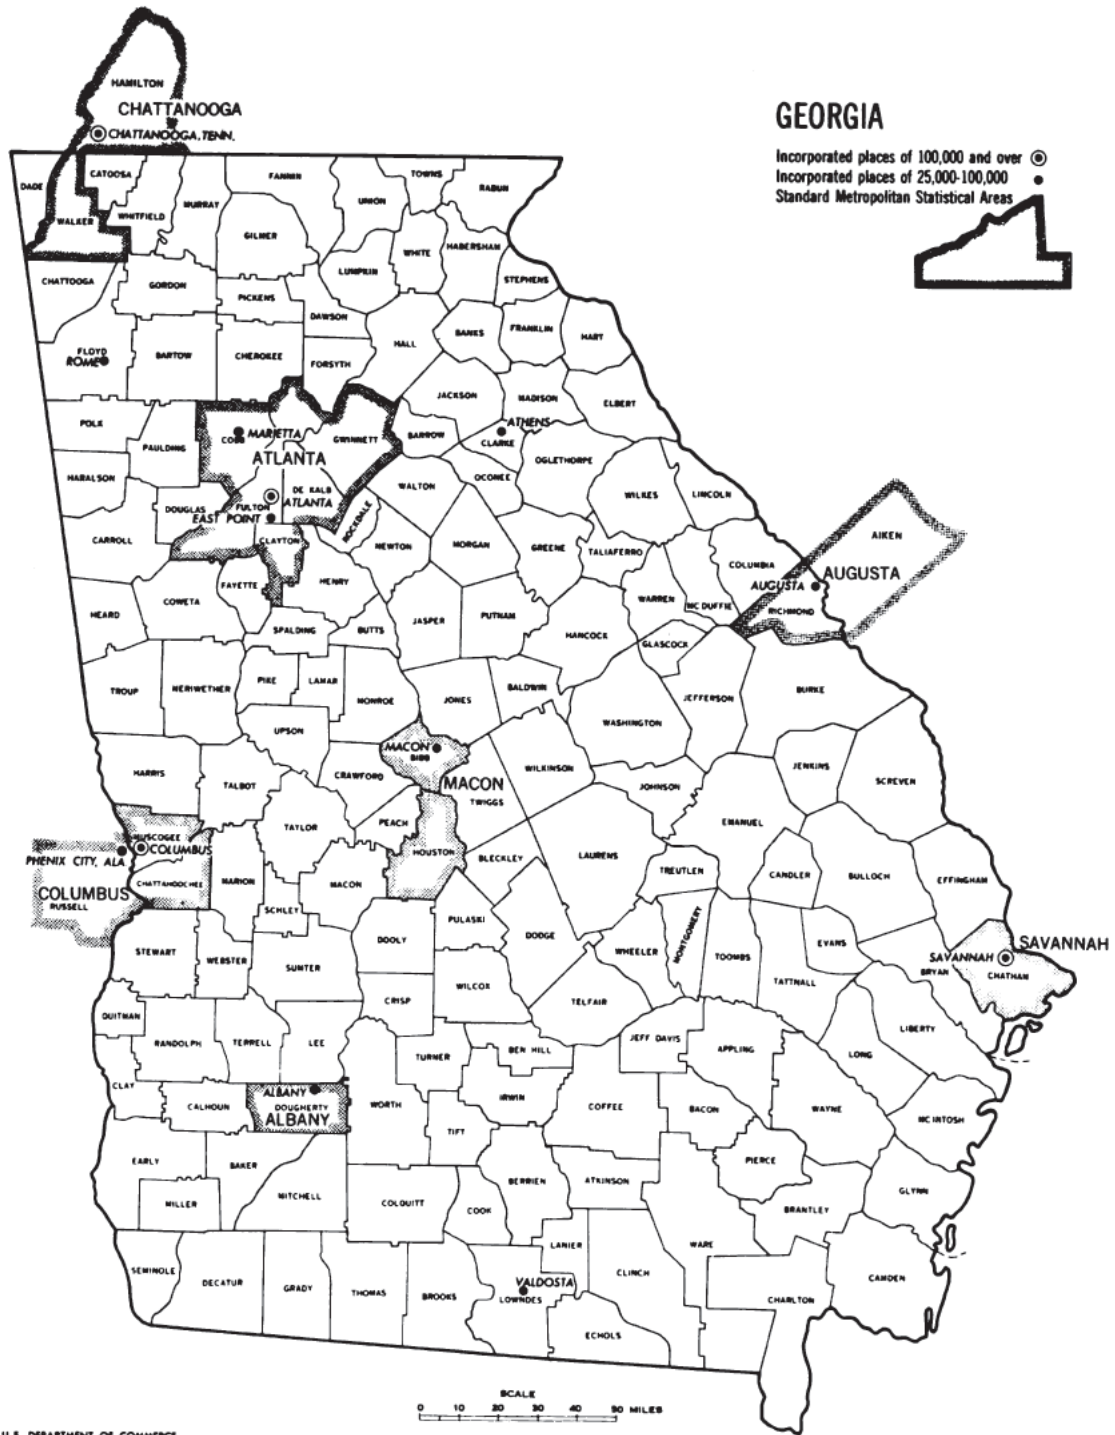 HAMILTON
CHATTANOOGA
CHATTANOOGA, TENN.
GEORGIA
Incorporated places of 100,000 and over
Incorporated places of 25,000-100,000
Standard Metropolitan Statistical Areas
DADE
CATOOSA
FANNIN
TOWNS
RABUN
UNION
MURRAY
WHITFIELD
WALKER
GILMER
WHITE
HABERSHAM
LUMPKIN
STEPHENS
CHATTOOGA
GORDON
PICKENS
DAWSON
BANKS
FRANKLIN
HART
HALL
FLOYD
ROME
BARTOW
CHEROKEE
FORSYTH
JACKSON
MADISON
ELBERT
POLK
PAULDING
COBB
MARIETTA
GWINNETT
BARROW
ATHENS
CLARKE
ATLANTA
OGLETHORPE
HARALSON
OCONEE
WALTON
WILKES
LINCOLN
DE KALB
ATLANTA
DOUGLAS
FULTON
EAST POINT
ROCKDALE
CARROLL
CLAYTON
NEWTON
MORGAN
GREENE
TALIAFERRO
AIKEN
COLUMBIA
AUGUSTA
AUGUSTA
FAYETTE
HENRY
WARREN
MC DUFFIE
RICHMOND
HEARD
COWETA
SPALDING
BUTTS
JASPER
PUTNAM
HANCOCK
GLASCOCK
TROUP
MERIWETHER
PIKE
LAMAR
MONROE
JONES
BALDWIN
JEFFERSON
BURKE
WASHINGTON
UPSON
MACON
BIBB
HARRIS
TALBOT
CRAWFORD
MACON
TWIGGS
WILKINSON
JOHNSON
JENKINS
SCREVEN
PEACH
TAYLOR
EMANUEL
MUSCOGEE
COLUMBUS
PHENIX CITY, ALA
HOUSTON
BLECKLEY
LAURENS
TREUTLEN
CANDLER
BULLOCH
EFFINGHAM
CHATTAHOOCHEE
MARION
MACON
COLUMBUS
RUSSELL
SCHLEY
PULASKI
DODGE
MONTGOMERY
STEWART
WEBSTER
SUMTER
DOOLY
WHEELER
TOOMBS
EVANS
SAVANNAH
SAVANNAH
BRYAN
CHATHAM
TATTNALL
WILCOX
CRISP
TELFAIR
QUITMAN
RANDOLPH
TERRELL
LEE
TURNER
BEN HILL
JEFF DAVIS
APPLING
LONG
LIBERTY
CLAY
CALHOUN
ALBANY
DOUGHERTY
ALBANY
WORTH
IRWIN
COFFEE
BACON
WAYNE
MC INTOSH
TIFT
EARLY
BAKER
MITCHELL
MILLER
COLQUITT
COOK
BERRIEN
ATKINSON
PIERCE
GLYNN
BRANTLEY
LANIER
WARE
SEMINOLE
DECATUR
GRADY
THOMAS
BROOKS
VALDOSTA
LOWNDES
CLINCH
CHARLTON
CAMDEN
ECHOLS
SCALE
0 10 20 30 40 50 MILES